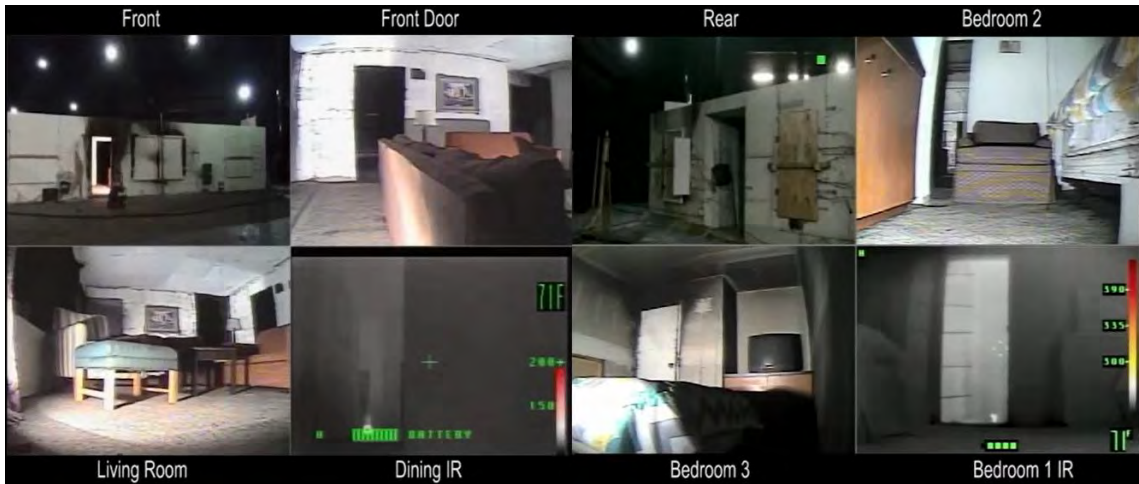 Front
Front Door
Rear
Bedroom 2
71F
200+
150
H
BATTERY
H
390
335
300
71F
Living Room
Dining IR
Bedroom 3
Bedroom 1 IR